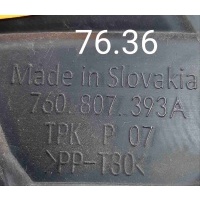 76.36
Made in Slovakia
760.807.393A
TPK P 07
>PP-T30<